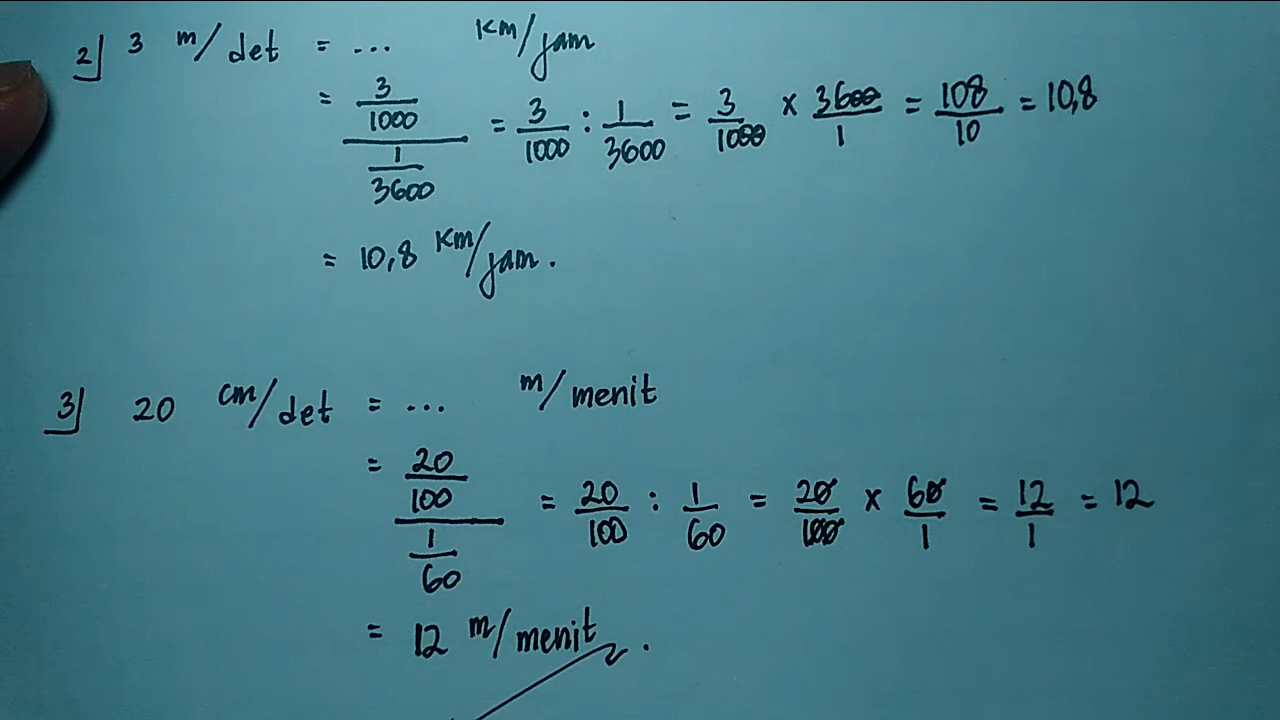 2) 3 m/det = ... km/jam
= 3/1000 / 1/3600 = 3/1000 : 1/3600 = 3/1000 × 3600/1 = 108/10 = 10,8
= 10,8 km/jam.
3) 20 cm/det = ... m/menit
= 20/100 / 1/60 = 20/100 : 1/60 = 20/100 × 60/1 = 12/1 = 12
= 12 m/menit.